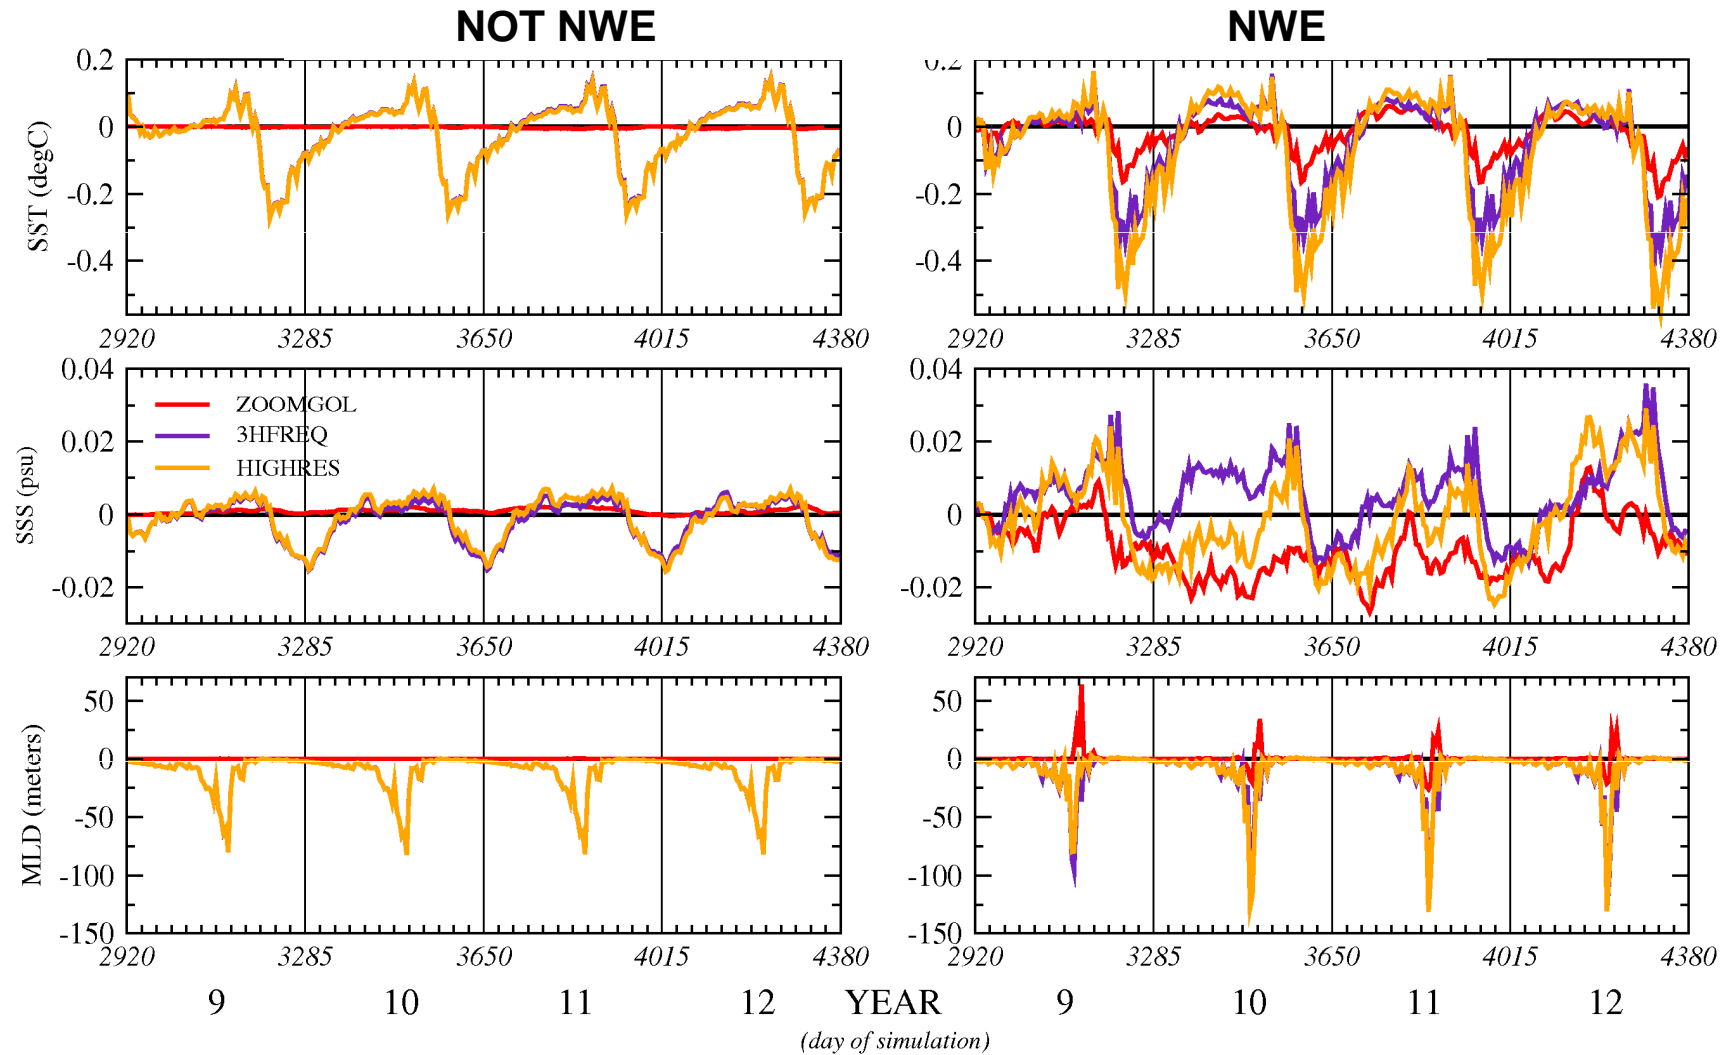 NOT NWE
NWE
0.2
0
-0.2
-0.4
SST (degC)
2920 3285 3650 4015 4380
0.2
0
-0.2
-0.4
2920 3285 3650 4015 4380
0.04
0.02
0
-0.02
SSS (psu)
ZOOMGOL
3HFREQ
HIGHRES
2920 3285 3650 4015 4380
0.04
0.02
0
-0.02
2920 3285 3650 4015 4380
50
0
-50
-100
-150
MLD (meters)
2920 3285 3650 4015 4380
50
0
-50
-100
-150
2920 3285 3650 4015 4380
9 10 11 12 YEAR 9 10 11 12
(day of simulation)